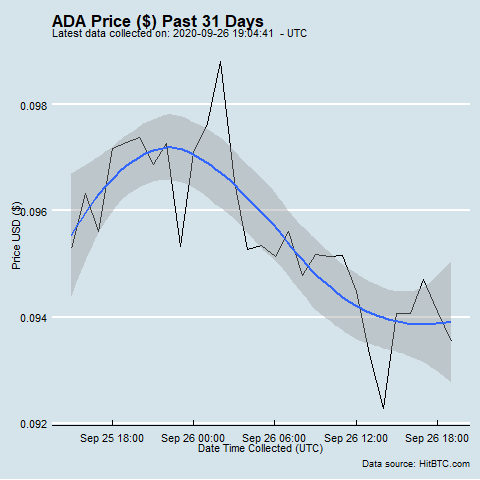 ADA Price ($) Past 31 Days
Latest data collected on: 2020-09-26 19:04:41  - UTC
Price USD ($)
0.098
0.096
0.094
0.092
Sep 25 18:00 Sep 26 00:00 Sep 26 06:00 Sep 26 12:00 Sep 26 18:00
Date Time Collected (UTC)
Data source: HitBTC.com